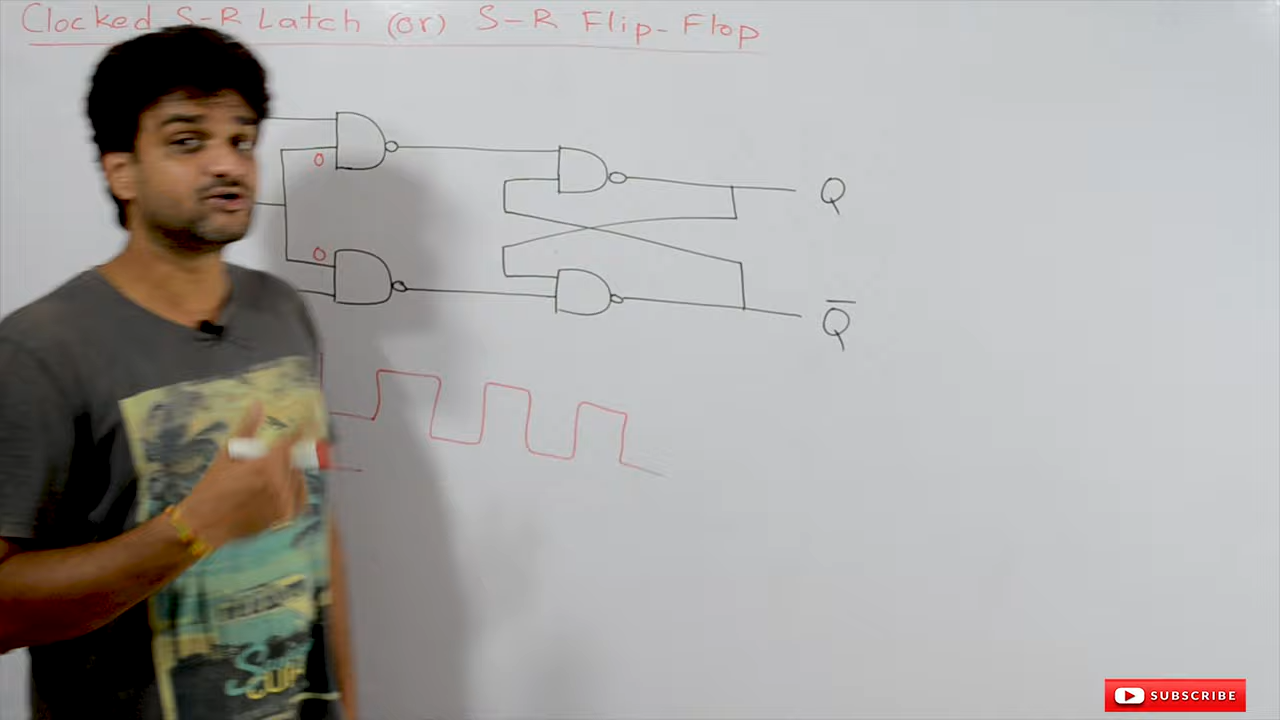 Clocked S-R Latch (or) S-R Flip-Flop
0
Q
0
Q̅
SUBSCRIBE